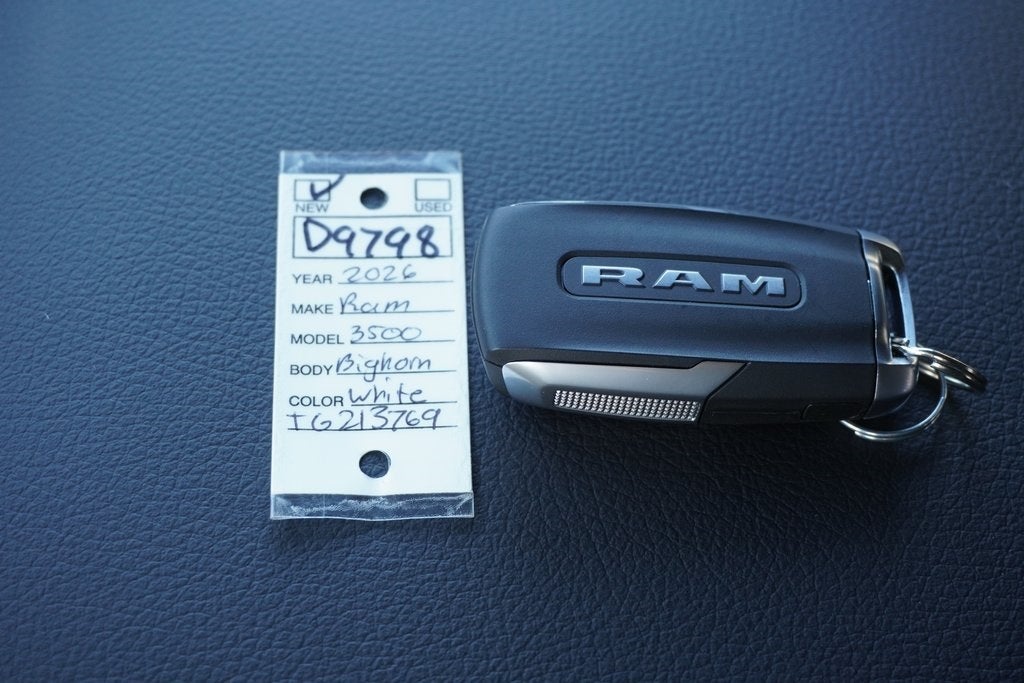 NEW USED
D9798
YEAR 2026
MAKE Ram
MODEL 3500
BODY Bighorn
COLOR White
TG213769
RAM